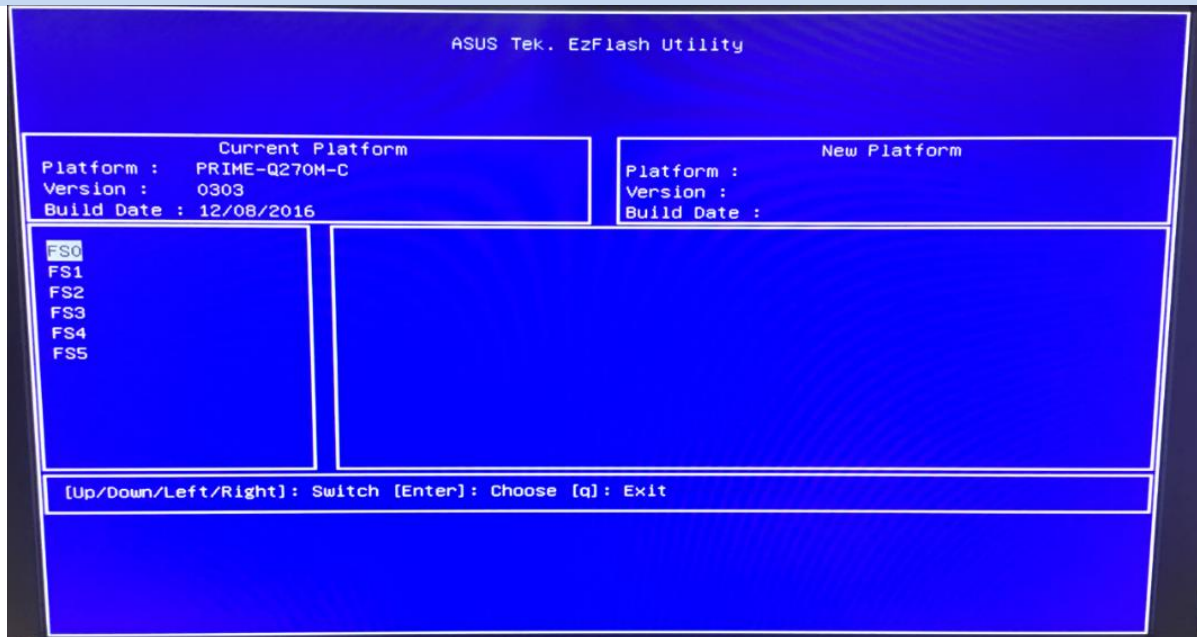 ASUS Tek. EzFlash Utility
Current Platform
Platform : PRIME-Q270M-C
Version : 0303
Build Date : 12/08/2016
New Platform
Platform :
Version :
Build Date :
FS0
FS1
FS2
FS3
FS4
FS5
[Up/Down/Left/Right]: Switch [Enter]: Choose [q]: Exit